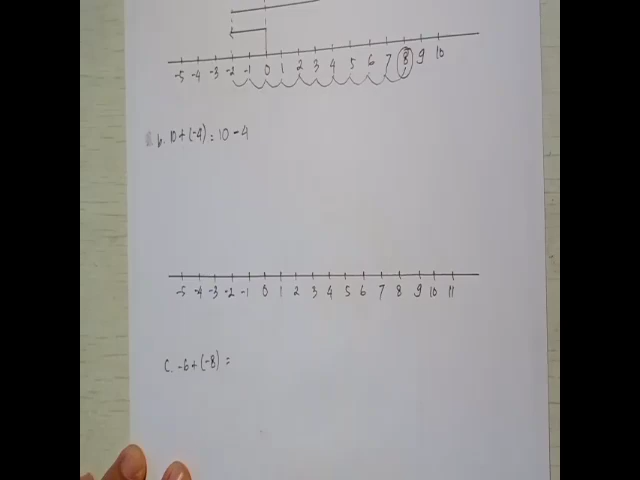 -5 -4 -3 -2 -1 0 1 2 3 4 5 6 7 8 9 10
b. 10 + (-4) = 10 - 4
-5 -4 -3 -2 -1 0 1 2 3 4 5 6 7 8 9 10 11
c. -6 + (-8) =